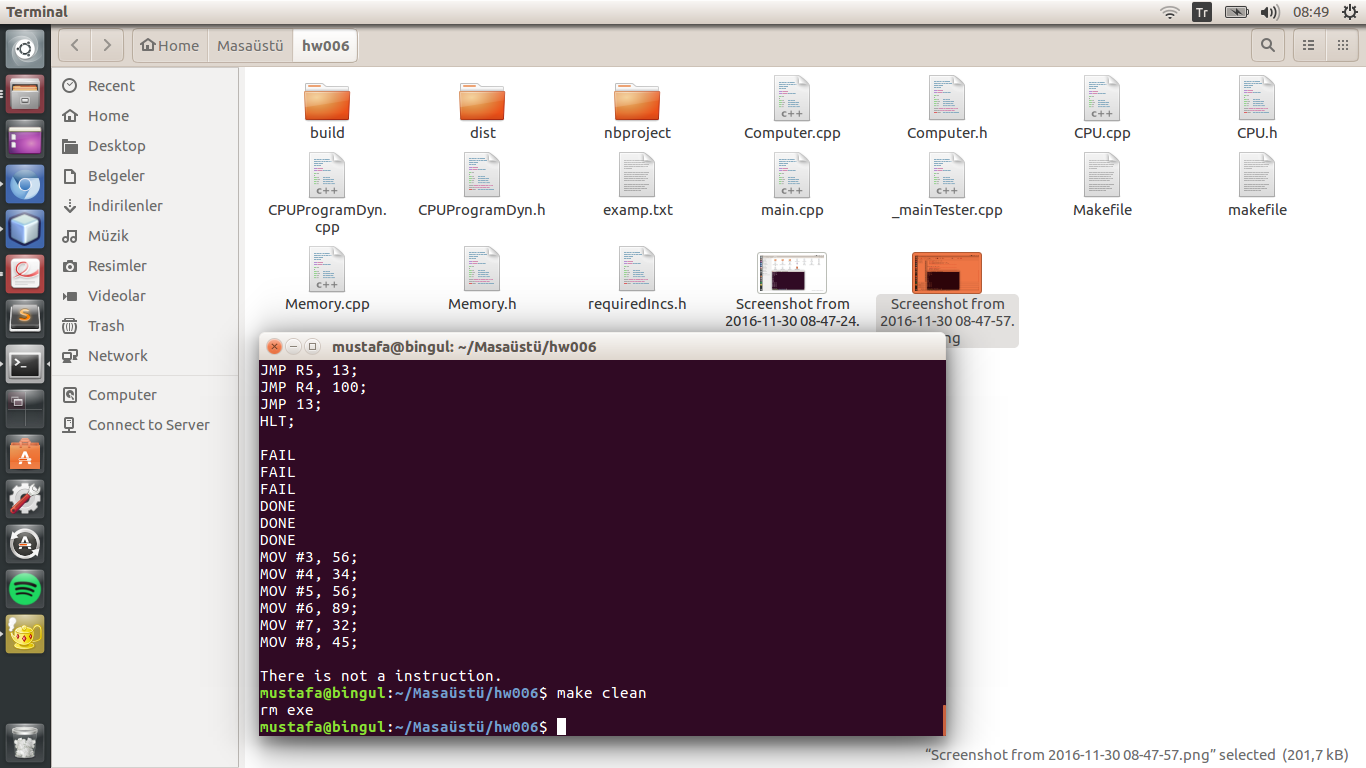 Terminal
Tr
08:49
Home
Masaüstü
hw006
Recent
Home
Desktop
Belgeler
İndirilenler
Müzik
Resimler
Videolar
Trash
Network
Computer
Connect to Server
build
dist
nbproject
Computer.cpp
Computer.h
CPU.cpp
CPU.h
CPUProgramDyn.
cpp
CPUProgramDyn.h
examp.txt
main.cpp
_mainTester.cpp
Makefile
makefile
Memory.cpp
Memory.h
requiredIncs.h
Screenshot from
2016-11-30 08-47-24.
Screenshot from
2016-11-30 08-47-57.
mustafa@bingul: ~/Masaüstü/hw006
JMP R5, 13;
JMP R4, 100;
JMP 13;
HLT;
FAIL
FAIL
FAIL
DONE
DONE
DONE
MOV #3, 56;
MOV #4, 34;
MOV #5, 56;
MOV #6, 89;
MOV #7, 32;
MOV #8, 45;
There is not a instruction.
mustafa@bingul:~/Masaüstü/hw006$ make clean
rm exe
mustafa@bingul:~/Masaüstü/hw006$
“Screenshot from 2016-11-30 08-47-57.png” selected (201,7 kB)